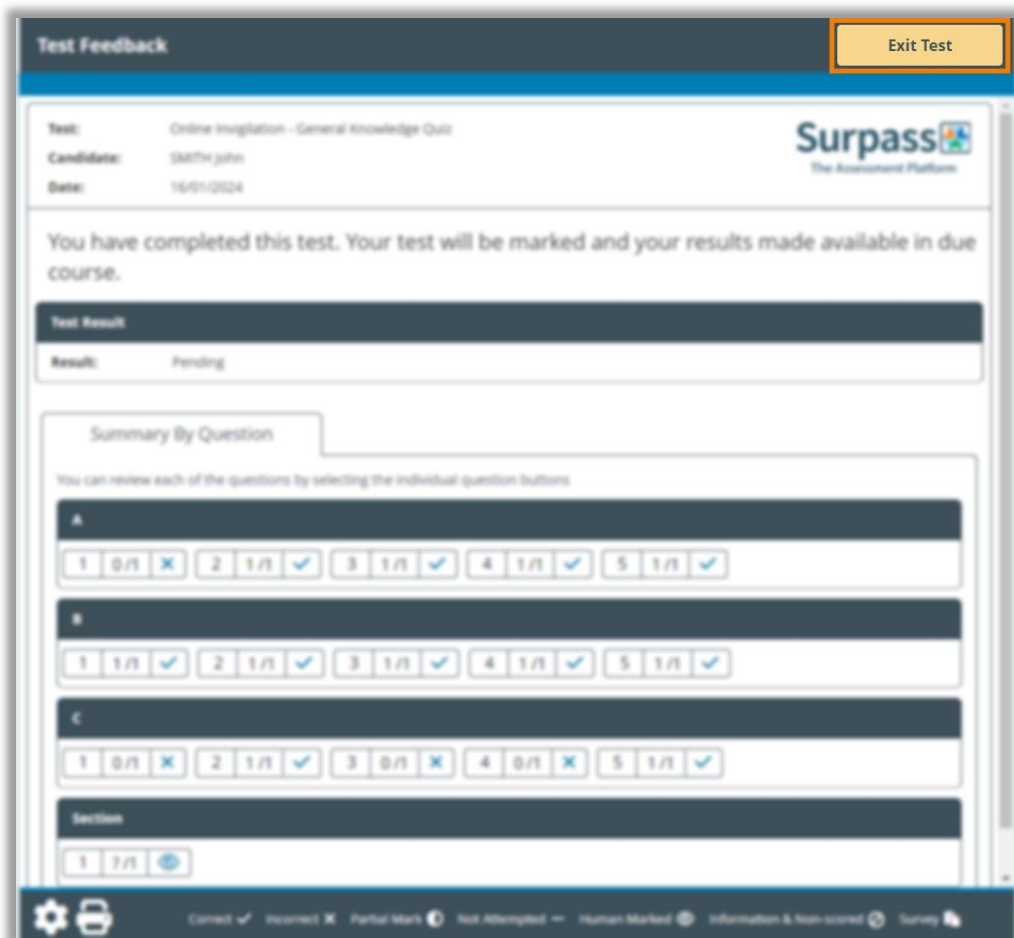 Test Feedback
Exit Test
Test: Online Invigilation - General Knowledge Quiz
Candidate: SMITH John
Date: 16/01/2024
Surpass
The Assessment Platform
You have completed this test. Your test will be marked and your results made available in due
course.
Test Result
Result: Pending
Summary By Question
You can review each of the questions by selecting the individual question buttons
A
1 0/1 ✕ 2 1/1 ✓ 3 1/1 ✓ 4 1/1 ✓ 5 1/1 ✓
B
1 1/1 ✓ 2 1/1 ✓ 3 1/1 ✓ 4 1/1 ✓ 5 1/1 ✓
C
1 0/1 ✕ 2 1/1 ✓ 3 0/1 ✕ 4 0/1 ✕ 5 1/1 ✓
Section
1 ?/1
Correct ✓ Incorrect ✕ Partial Mark Not Attempted — Human Marked Information & Non-scored Survey